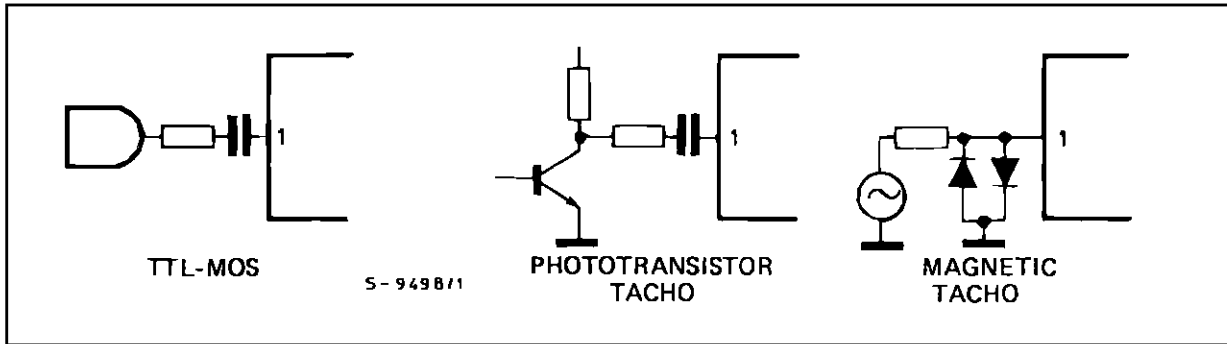 1
1
1
TTL-MOS
S-9498/1
PHOTOTRANSISTOR
TACHO
MAGNETIC
TACHO